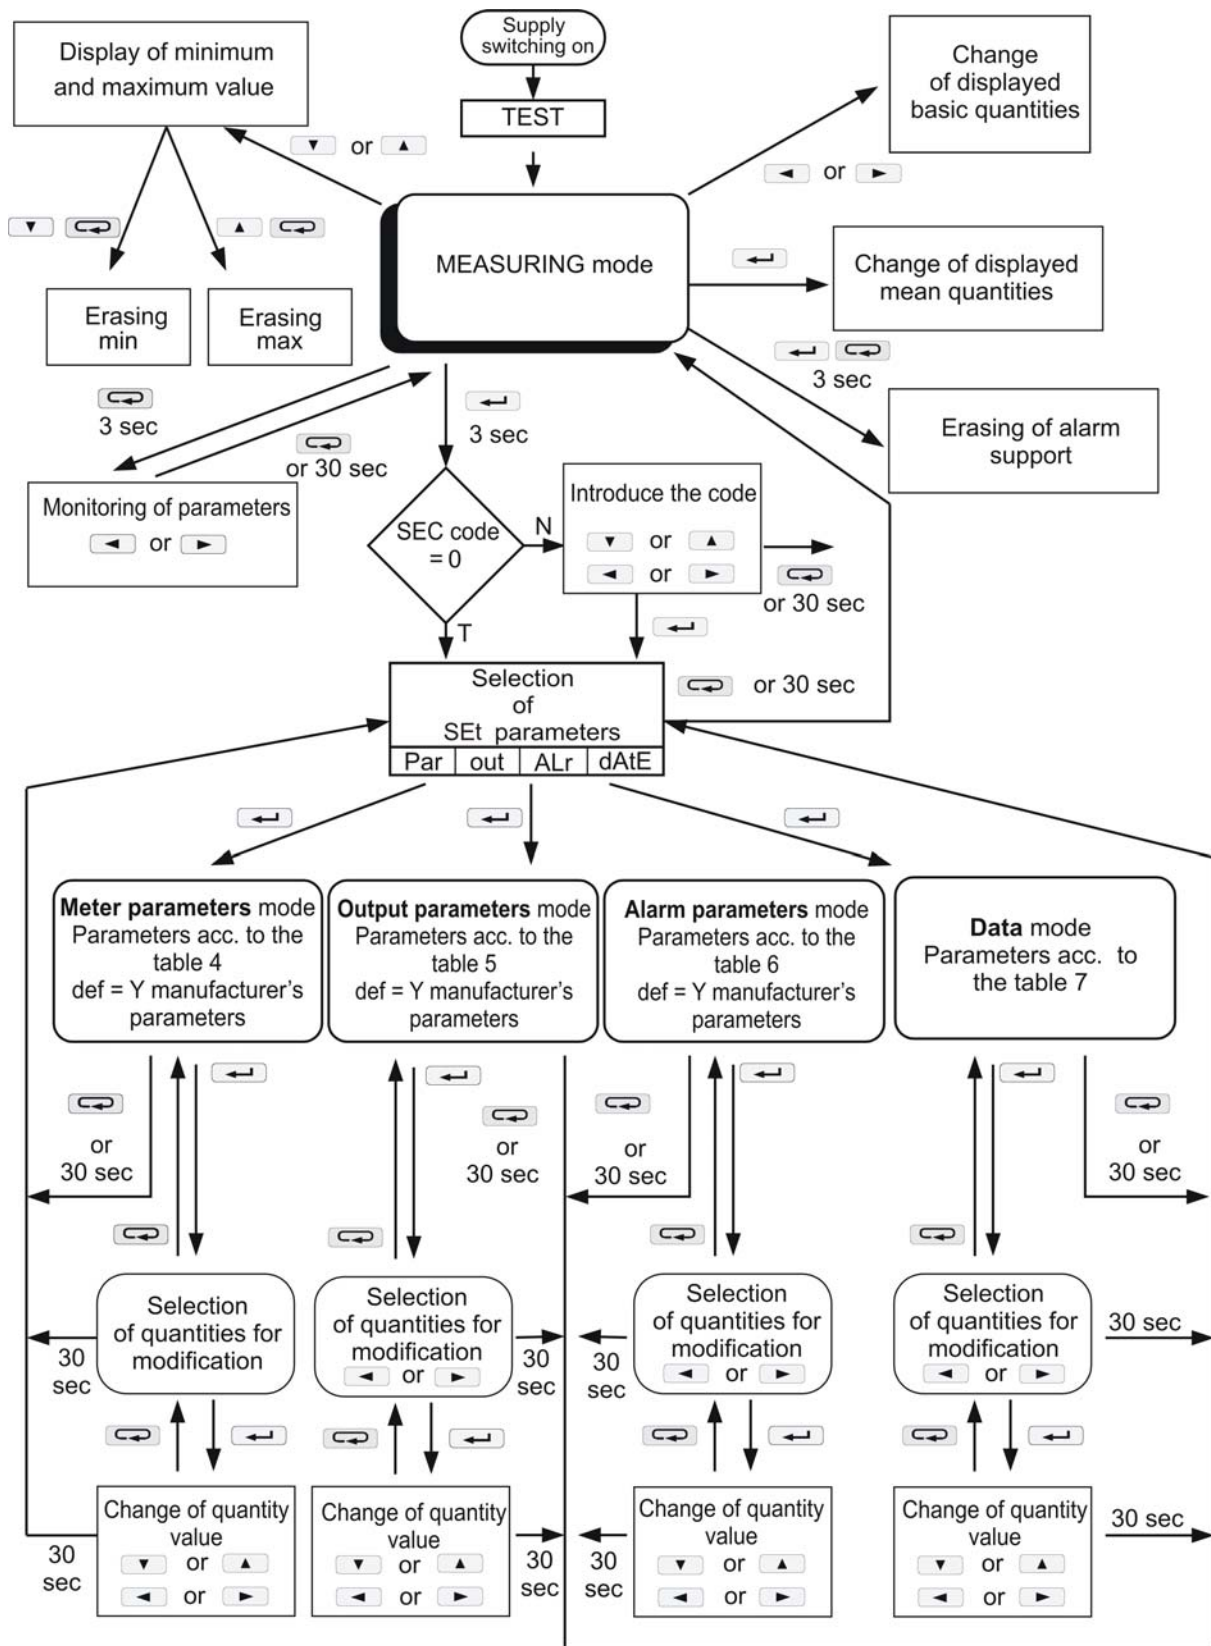 Supply
switching on
TEST
Display of minimum
and maximum value
Change
of displayed
basic quantities
or
or
MEASURING mode
Change of displayed
mean quantities
Erasing
min
Erasing
max
3 sec
3 sec
Erasing of alarm
support
3 sec
or 30 sec
Monitoring of parameters
or
SEC code
= 0
N
T
Introduce the code
or
or
or 30 sec
Selection
of
SEt parameters
Par out ALr dAtE
or 30 sec
Meter parameters mode
Parameters acc. to the
table 4
def = Y manufacturer's
parameters
Output parameters mode
Parameters acc. to the
table 5
def = Y manufacturer's
parameters
Alarm parameters mode
Parameters acc. to the
table 6
def = Y manufacturer's
parameters
Data mode
Parameters acc. to
the table 7
or
30 sec
or
30 sec
or
30 sec
or
30 sec
Selection
of quantities for
modification
30
sec
Selection
of quantities for
modification
or
30
sec
Selection
of quantities for
modification
or
30
sec
Selection
of quantities for
modification
or
30 sec
Change of quantity
value
or
or
30
sec
Change of quantity
value
or
or
30
sec
Change of quantity
value
or
or
30
sec
Change of quantity
value
or
or
30 sec